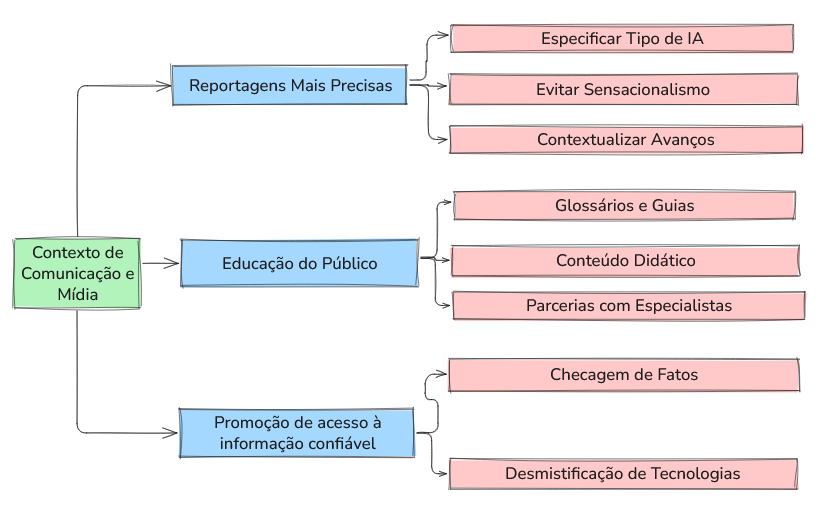 Contexto de
Comunicação e
Mídia
Reportagens Mais Precisas
Especificar Tipo de IA
Evitar Sensacionalismo
Contextualizar Avanços
Educação do Público
Glossários e Guias
Conteúdo Didático
Parcerias com Especialistas
Promoção de acesso à
informação confiável
Checagem de Fatos
Desmistificação de Tecnologias